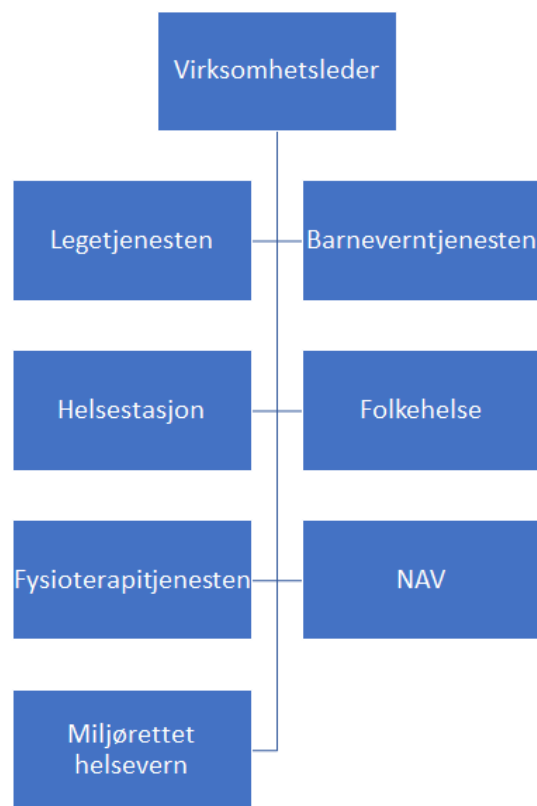 Virksomhetsleder
Legetjenesten
Barneverntjenesten
Helsestasjon
Folkehelse
Fysioterapitjenesten
NAV
Miljørettet
helsevern